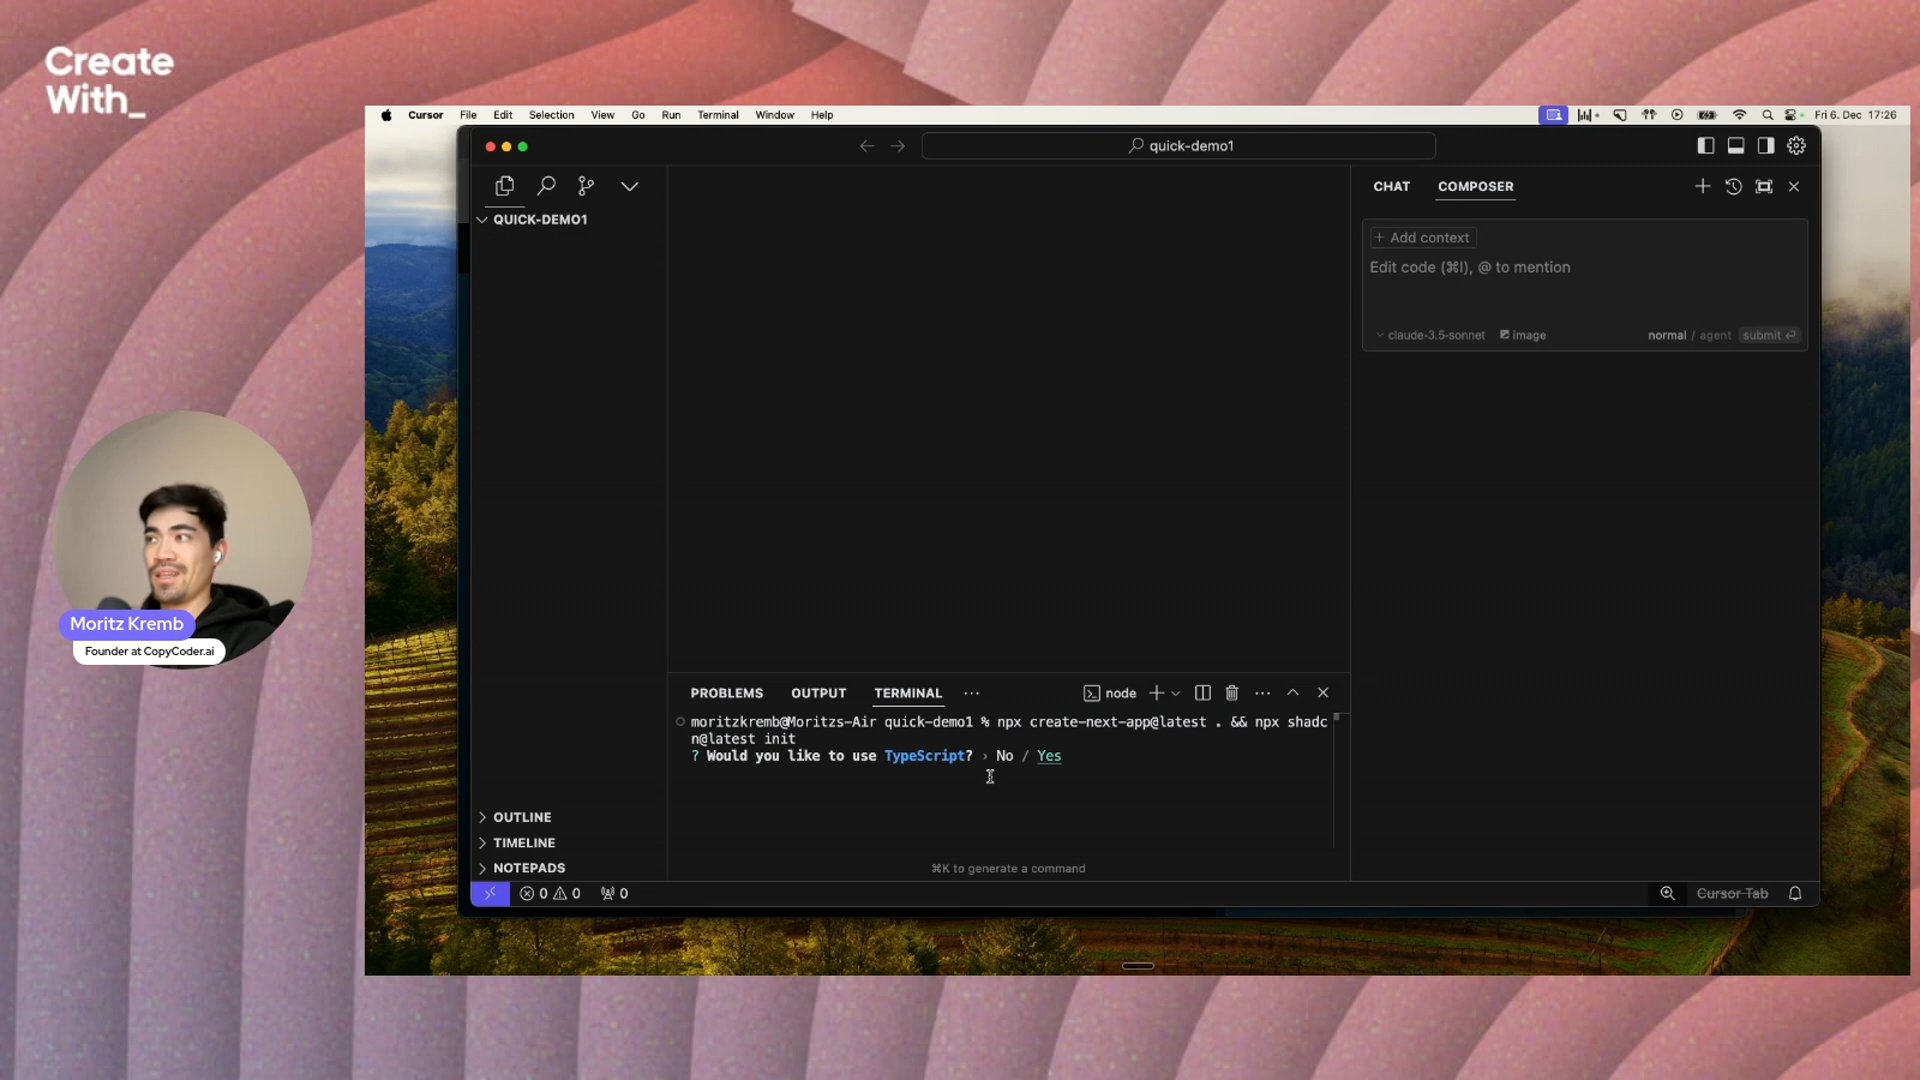 Create
With_
Cursor File Edit Selection View Go Run Terminal Window Help
Fri 6. Dec 17:26
quick-demo1
QUICK-DEMO1
CHAT COMPOSER
+ Add context
Edit code (⌘I), @ to mention
claude-3.5-sonnet image normal / agent submit ⏎
Moritz Kremb
Founder at CopyCoder.ai
PROBLEMS OUTPUT TERMINAL ··· node
moritzkremb@Moritzs-Air quick-demo1 % npx create-next-app@latest . && npx shadc
n@latest init
? Would you like to use TypeScript? › No / Yes
OUTLINE
TIMELINE
NOTEPADS
⌘K to generate a command
0 0 0
Cursor Tab